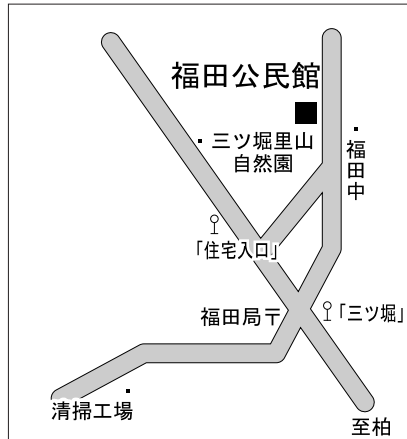 福田公民館
三ツ堀里山
自然園
福田中
「住宅入口」
福田局〒
「三ツ堀」
清掃工場
至柏